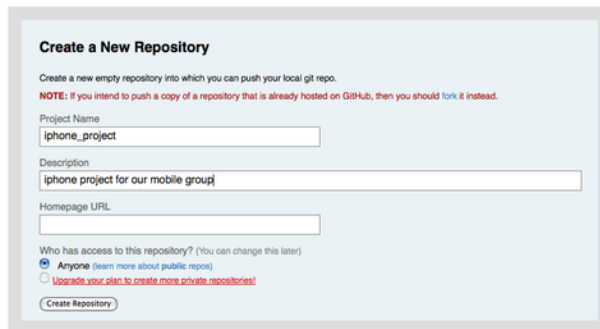 Create a New Repository
Create a new empty repository into which you can push your local git repo.
NOTE: If you intend to push a copy of a repository that is already hosted on GitHub, then you should fork it instead.
Project Name
iphone_project
Description
iphone project for our mobile group
Homepage URL
Who has access to this repository? (You can change this later)
Anyone (learn more about public repos)
Upgrade your plan to create more private repositories!
Create Repository